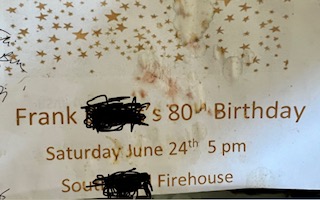 Frank s 80th Birthday
Saturday June 24th 5 pm
Sou Firehouse